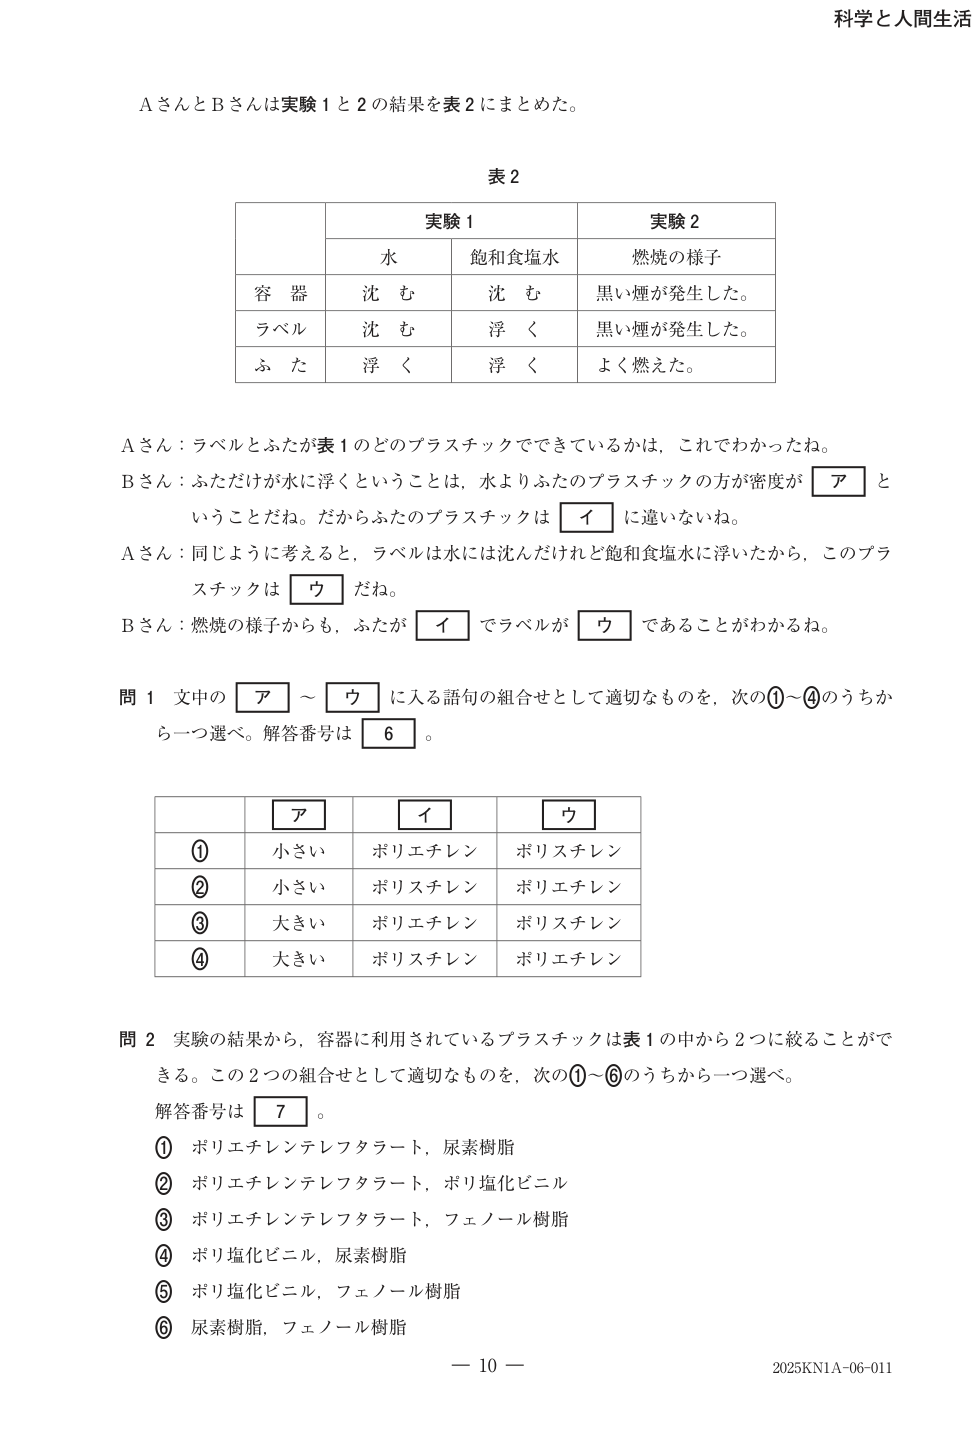 科学と人間生活
AさんとBさんは実験1と2の結果を表2にまとめた。
表2
実験1 実験2
水 飽和食塩水 燃焼の様子
容 器 沈 む 沈 む 黒い煙が発生した。
ラベル 沈 む 浮 く 黒い煙が発生した。
ふ た 浮 く 浮 く よく燃えた。
Aさん：ラベルとふたが表1のどのプラスチックでできているかは，これでわかったね。
Bさん：ふただけが水に浮くということは，水よりふたのプラスチックの方が密度が ア と
いうことだね。だからふたのプラスチックは イ に違いないね。
Aさん：同じように考えると，ラベルは水には沈んだけれど飽和食塩水に浮いたから，このプラ
スチックは ウ だね。
Bさん：燃焼の様子からも，ふたが イ でラベルが ウ であることがわかるね。
問 1 文中の ア ～ ウ に入る語句の組合せとして適切なものを，次の①～④のうちか
ら一つ選べ。解答番号は 6 。
ア イ ウ
① 小さい ポリエチレン ポリスチレン
② 小さい ポリスチレン ポリエチレン
③ 大きい ポリエチレン ポリスチレン
④ 大きい ポリスチレン ポリエチレン
問 2 実験の結果から，容器に利用されているプラスチックは表1の中から2つに絞ることがで
きる。この2つの組合せとして適切なものを，次の①～⑥のうちから一つ選べ。
解答番号は 7 。
① ポリエチレンテレフタラート，尿素樹脂
② ポリエチレンテレフタラート，ポリ塩化ビニル
③ ポリエチレンテレフタラート，フェノール樹脂
④ ポリ塩化ビニル，尿素樹脂
⑤ ポリ塩化ビニル，フェノール樹脂
⑥ 尿素樹脂，フェノール樹脂
― 10 ―
2025KN1A-06-011